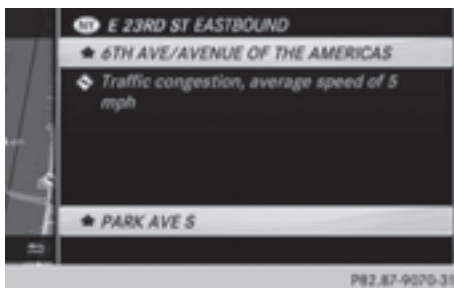 NY E 23RD ST EASTBOUND
6TH AVE/AVENUE OF THE AMERICAS
Traffic congestion, average speed of 5
mph
PARK AVE S
P82.87-9070-31